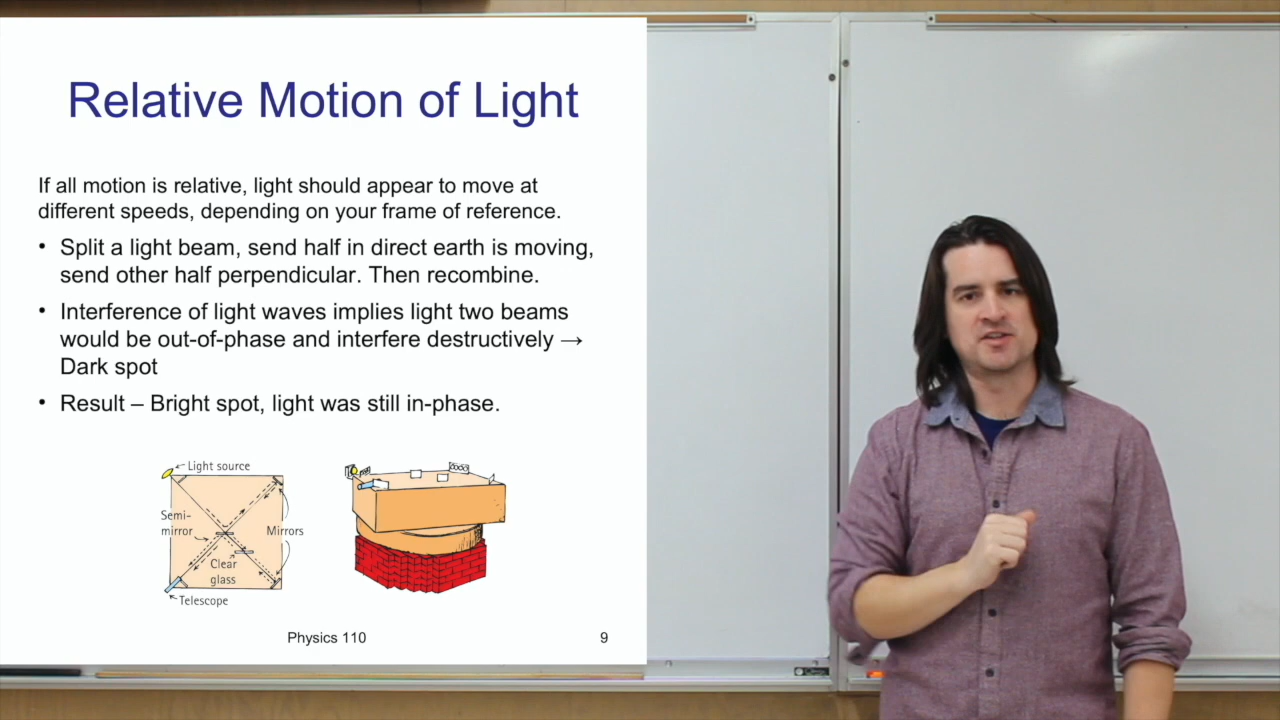 Relative Motion of Light
If all motion is relative, light should appear to move at
different speeds, depending on your frame of reference.
• Split a light beam, send half in direct earth is moving,
send other half perpendicular. Then recombine.
• Interference of light waves implies light two beams
would be out-of-phase and interfere destructively →
Dark spot
• Result – Bright spot, light was still in-phase.
Light source
Semi-
mirror
Mirrors
Clear
glass
Telescope
Physics 110
9